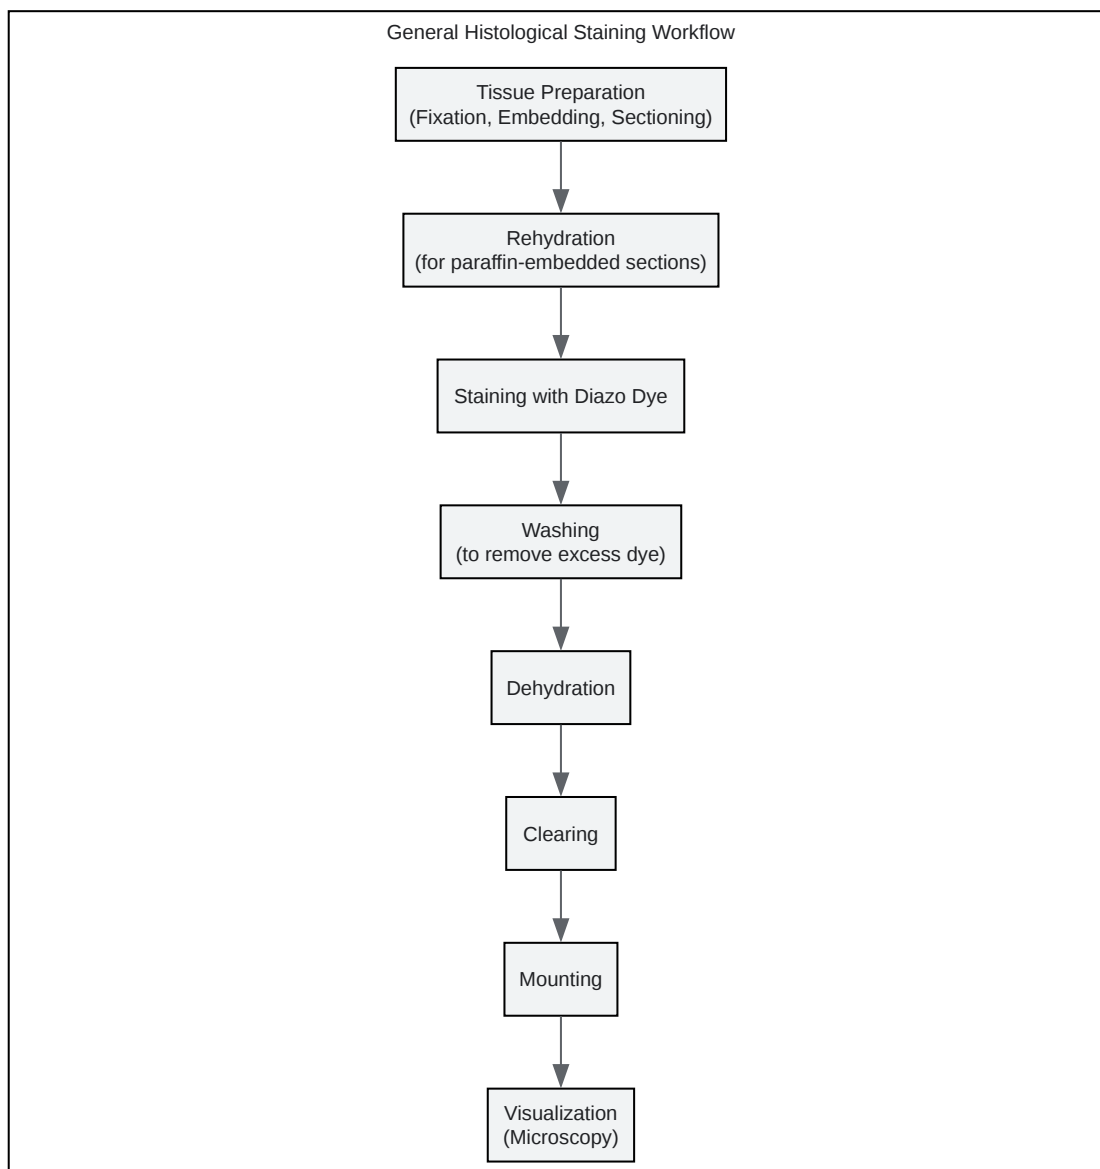 General Histological Staining Workflow
Tissue Preparation
(Fixation, Embedding, Sectioning)
Rehydration
(for paraffin-embedded sections)
Staining with Diazo Dye
Washing
(to remove excess dye)
Dehydration
Clearing
Mounting
Visualization
(Microscopy)